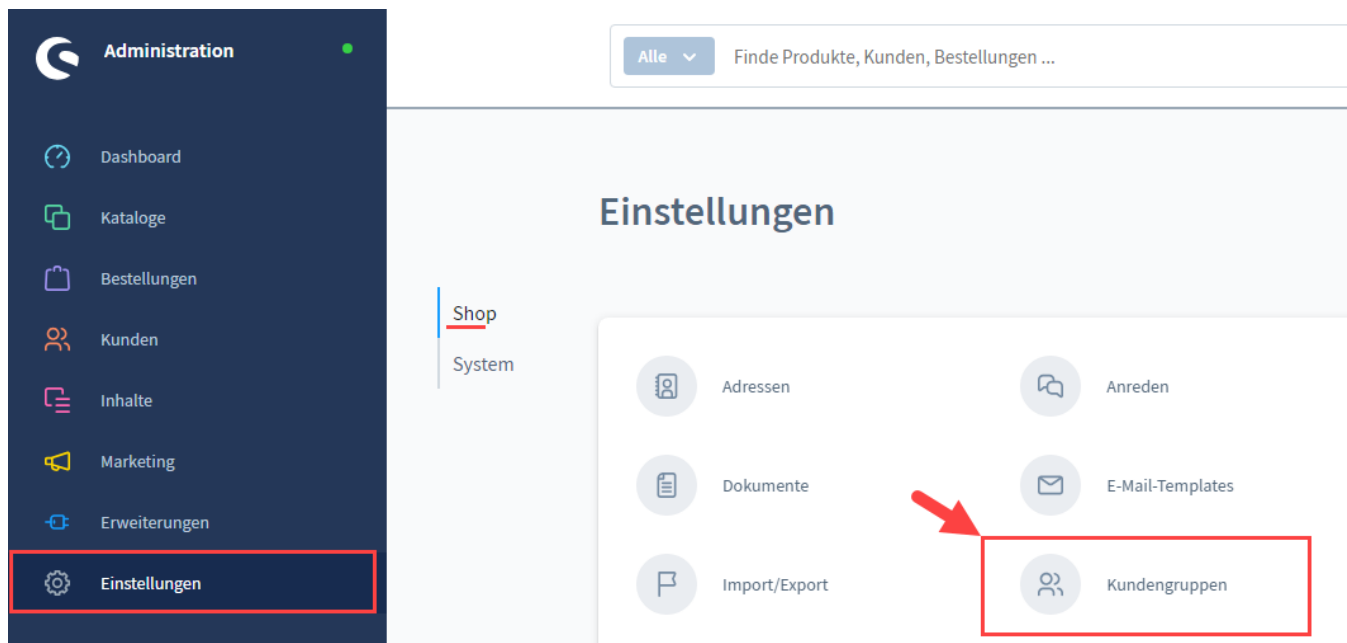 Administration
Alle
Finde Produkte, Kunden, Bestellungen ...
Dashboard
Kataloge
Bestellungen
Kunden
Inhalte
Marketing
Erweiterungen
Einstellungen
Einstellungen
Shop
System
Adressen
Anreden
Dokumente
E-Mail-Templates
Import/Export
Kundengruppen